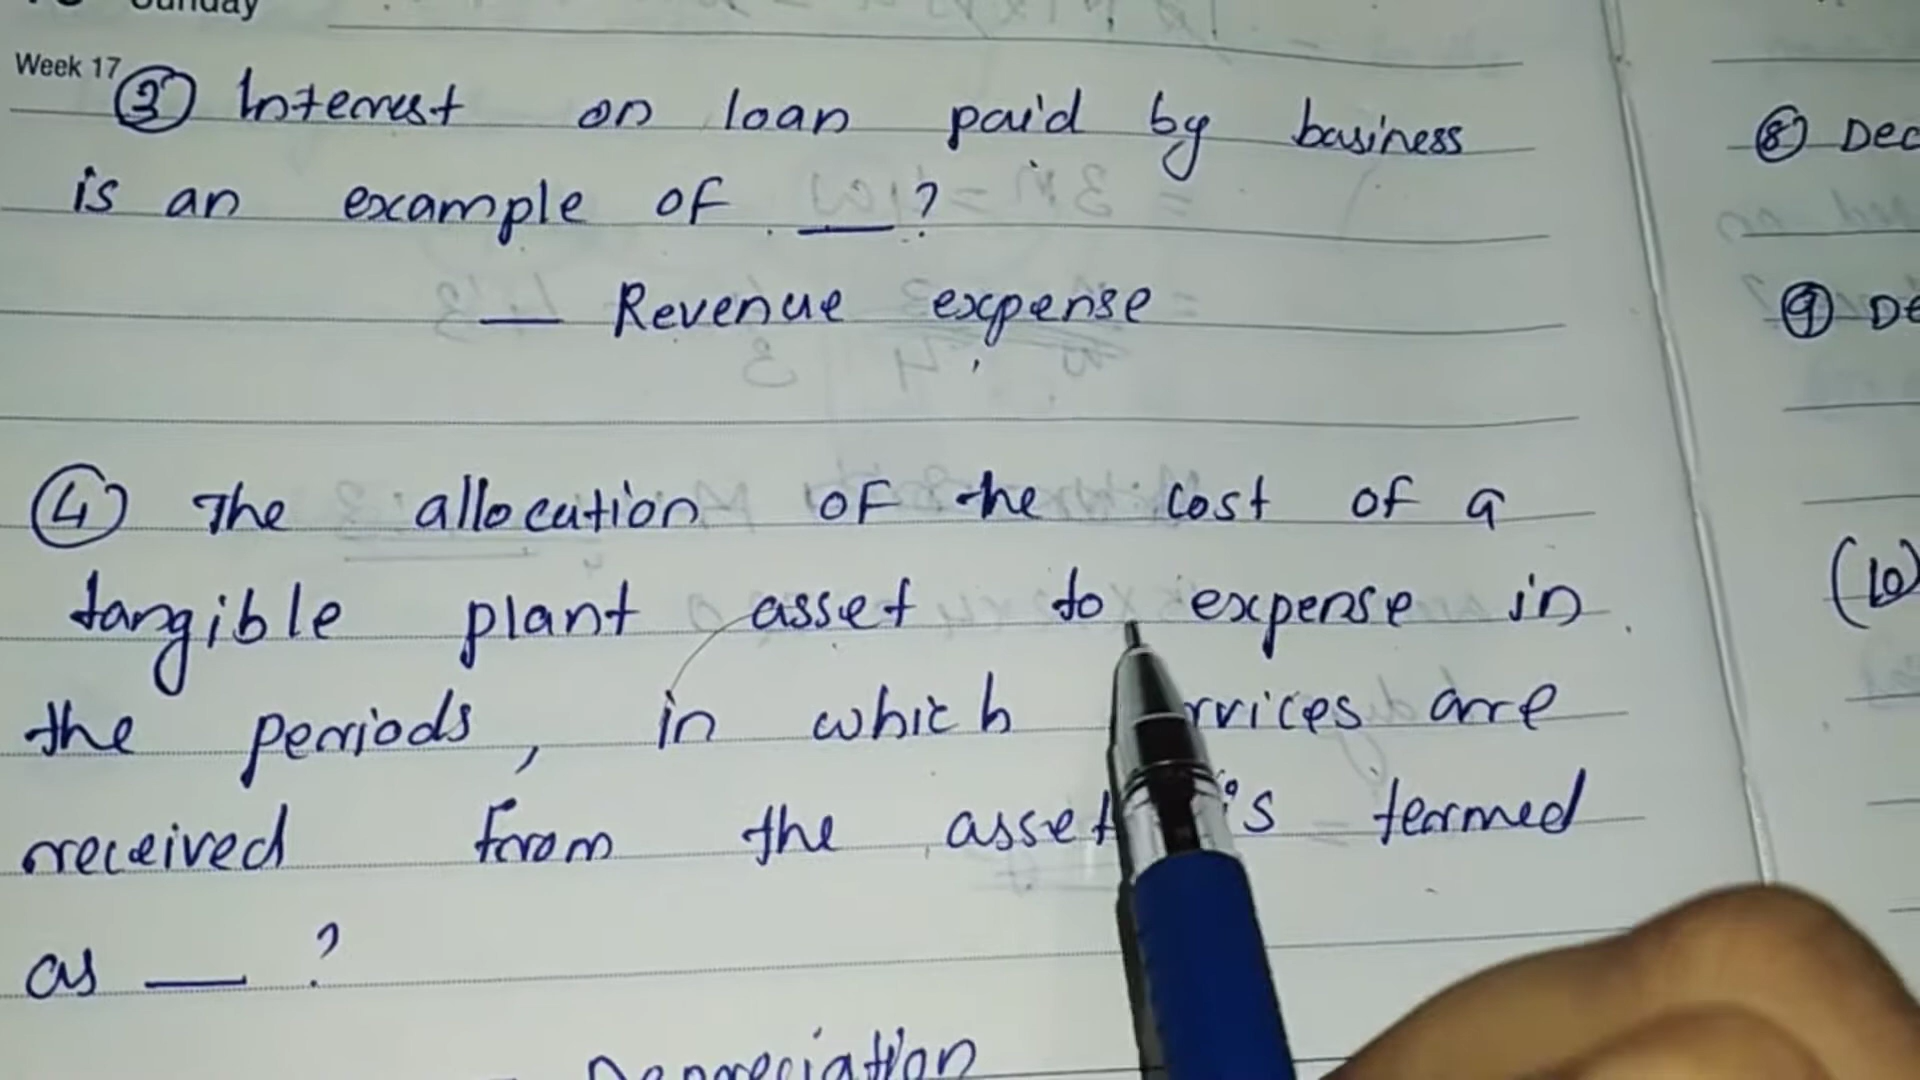 Sunday
Week 17
③ Interest on loan paid by business
is an example of ___ ?
— Revenue expense
④ The allocation of the cost of a
tangible plant asset to expense in
the periods, in which are
received from the asset is termed
as ___ ?
Depreciation
⑧ Dec
⑨ De
(10)